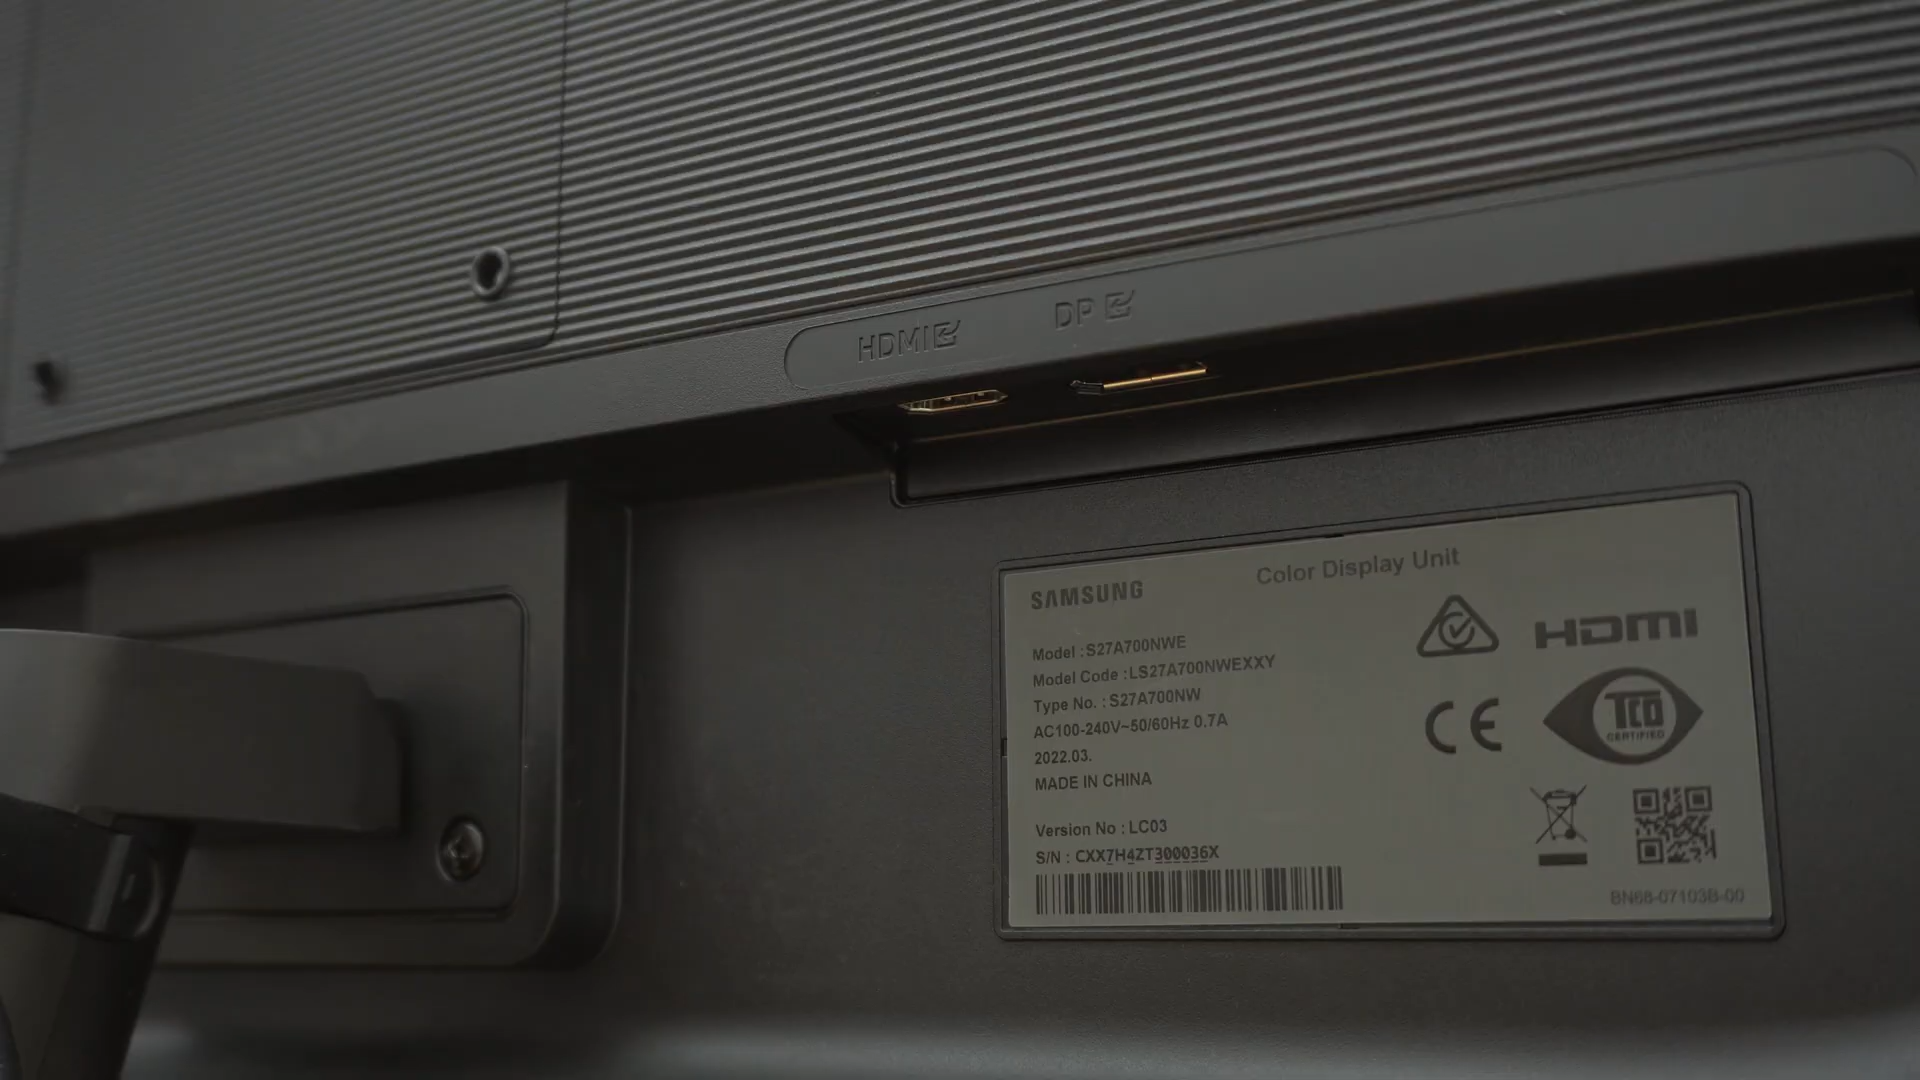 HDMI
DP
SAMSUNG
Color Display Unit
Model :S27A700NWE
Model Code :LS27A700NWEXXY
Type No. : S27A700NW
AC100-240V~50/60Hz 0.7A
2022.03.
MADE IN CHINA
Version No : LC03
S/N : CXX7H4ZT300036X
HDMI
CE
TCO
CERTIFIED
BN68-07103B-00